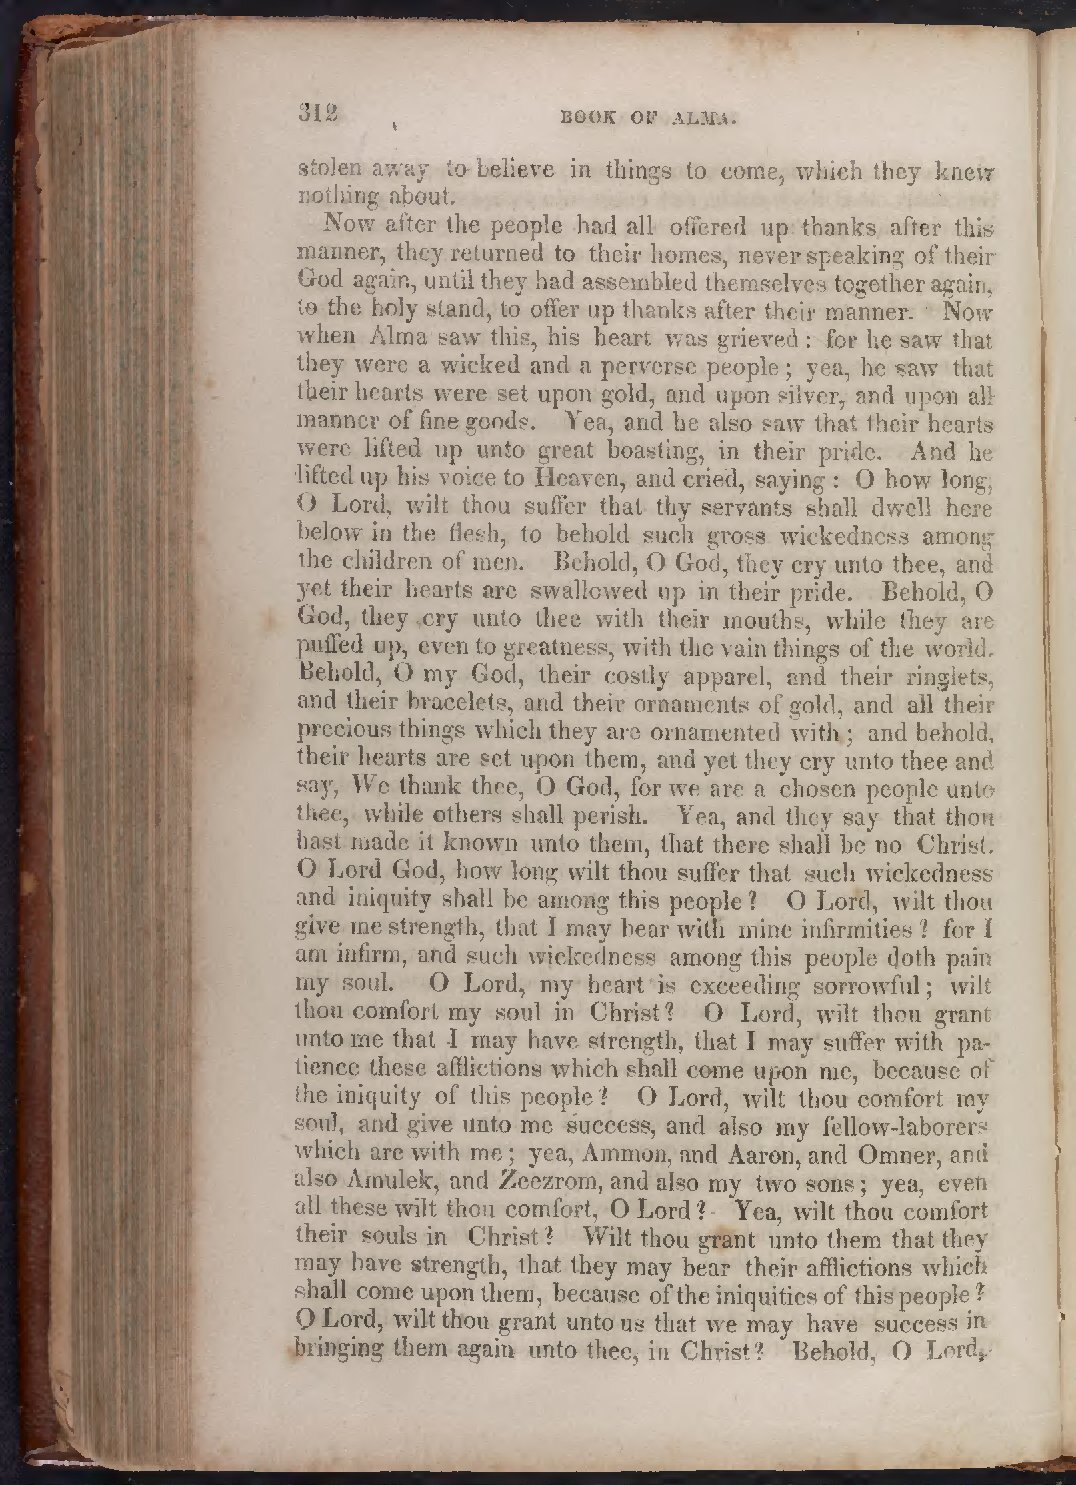 312
BOOK OF ALMA.
stolen away to believe in things to come, which they knew
nothing about.
Now after the people had all offered up thanks after this
manner, they returned to their homes, never speaking of their
God again, until they had assembled themselves together again,
to the holy stand, to offer up thanks after their manner. Now
when Alma saw this, his heart was grieved: for he saw that
they were a wicked and a perverse people; yea, he saw that
their hearts were set upon gold, and upon silver, and upon all
manner of fine goods. Yea, and he also saw that their hearts
were lifted up unto great boasting, in their pride. And he
lifted up his voice to Heaven, and cried, saying: O how long,
O Lord, wilt thou suffer that thy servants shall dwell here
below in the flesh, to behold such gross wickedness among
the children of men. Behold, O God, they cry unto thee, and
yet their hearts are swallowed up in their pride. Behold, O
God, they cry unto thee with their mouths, while they are
puffed up, even to greatness, with the vain things of the world.
Behold, O my God, their costly apparel, and their ringlets,
and their bracelets, and their ornaments of gold, and all their
precious things which they are ornamented with; and behold,
their hearts are set upon them, and yet they cry unto thee and
say, We thank thee, O God, for we are a chosen people unto
thee, while others shall perish. Yea, and they say that thou
hast made it known unto them, that there shall be no Christ.
O Lord God, how long wilt thou suffer that such wickedness
and iniquity shall be among this people? O Lord, wilt thou
give me strength, that I may bear with mine infirmities? for I
am infirm, and such wickedness among this people doth pain
my soul. O Lord, my heart is exceeding sorrowful; wilt
thou comfort my soul in Christ? O Lord, wilt thou grant
unto me that I may have strength, that I may suffer with pa-
tience these afflictions which shall come upon me, because of
the iniquity of this people? O Lord, wilt thou comfort my
soul, and give unto me success, and also my fellow-laborers
which are with me; yea, Ammon, and Aaron, and Omner, and
also Amulek, and Zeezrom, and also my two sons; yea, even
all these wilt thou comfort, O Lord? Yea, wilt thou comfort
their souls in Christ? Wilt thou grant unto them that they
may have strength, that they may bear their afflictions which
shall come upon them, because of the iniquities of this people?
O Lord, wilt thou grant unto us that we may have success in
bringing them again unto thee, in Christ? Behold, O Lord,